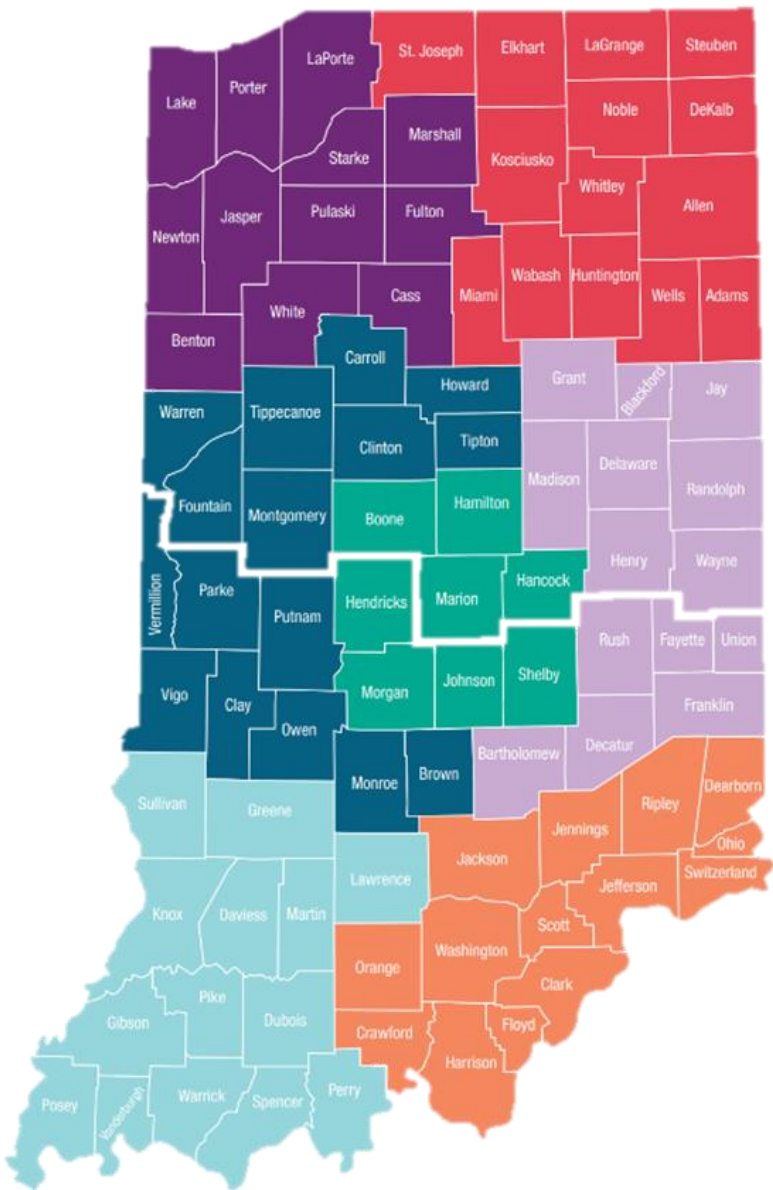 St. Joseph
Elkhart
LaGrange
Steuben
LaPorte
Porter
Lake
Noble
DeKalb
Marshall
Starke
Kosciusko
Whitley
Allen
Newton
Jasper
Pulaski
Fulton
Wabash
Huntington
Miami
Wells
Adams
White
Cass
Benton
Carroll
Grant
Blackford
Jay
Howard
Warren
Tippecanoe
Clinton
Tipton
Madison
Delaware
Randolph
Fountain
Montgomery
Boone
Hamilton
Henry
Wayne
Vermillion
Parke
Putnam
Hendricks
Marion
Hancock
Rush
Fayette
Union
Vigo
Clay
Owen
Morgan
Johnson
Shelby
Franklin
Monroe
Brown
Bartholomew
Decatur
Sullivan
Greene
Lawrence
Jackson
Jennings
Ripley
Dearborn
Ohio
Switzerland
Jefferson
Knox
Daviess
Martin
Scott
Washington
Orange
Clark
Gibson
Pike
Dubois
Crawford
Floyd
Harrison
Posey
Vanderburgh
Warrick
Spencer
Perry